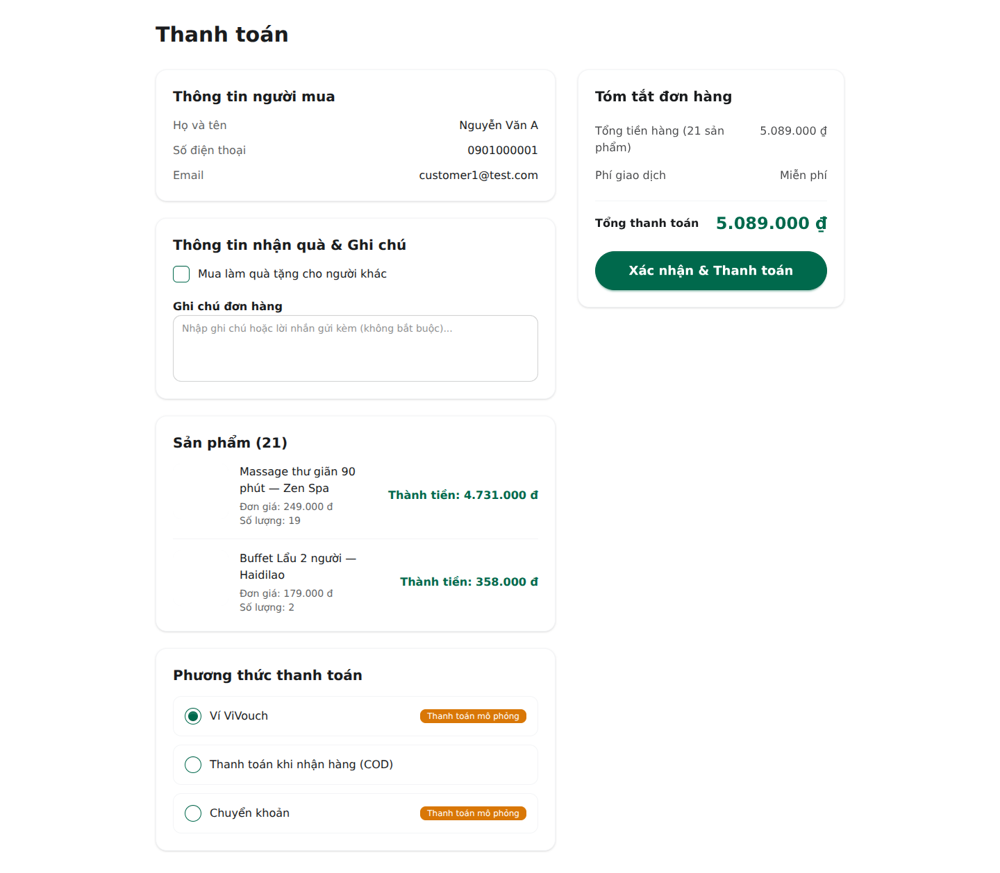 Thanh toán
Thông tin người mua
Họ và tên
Nguyễn Văn A
Số điện thoại
0901000001
Email
customer1@test.com
Thông tin nhận quà & Ghi chú
Mua làm quà tặng cho người khác
Ghi chú đơn hàng
Nhập ghi chú hoặc lời nhắn gửi kèm (không bắt buộc)...
Sản phẩm (21)
Massage thư giãn 90
phút — Zen Spa
Đơn giá: 249.000 đ
Số lượng: 19
Thành tiền: 4.731.000 đ
Buffet Lẩu 2 người —
Haidilao
Đơn giá: 179.000 đ
Số lượng: 2
Thành tiền: 358.000 đ
Phương thức thanh toán
Ví ViVouch
Thanh toán mô phỏng
Thanh toán khi nhận hàng (COD)
Chuyển khoản
Thanh toán mô phỏng
Tóm tắt đơn hàng
Tổng tiền hàng (21 sản
phẩm)
5.089.000 ₫
Phí giao dịch
Miễn phí
Tổng thanh toán
5.089.000 ₫
Xác nhận & Thanh toán